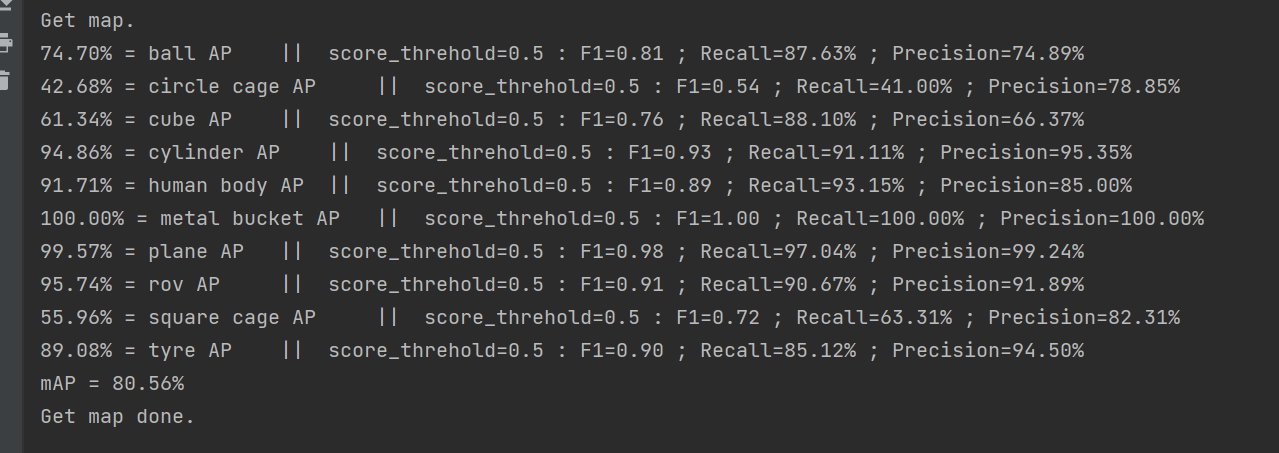 Get map.
74.70% = ball AP || score_threhold=0.5 : F1=0.81 ; Recall=87.63% ; Precision=74.89%
42.68% = circle cage AP || score_threhold=0.5 : F1=0.54 ; Recall=41.00% ; Precision=78.85%
61.34% = cube AP || score_threhold=0.5 : F1=0.76 ; Recall=88.10% ; Precision=66.37%
94.86% = cylinder AP || score_threhold=0.5 : F1=0.93 ; Recall=91.11% ; Precision=95.35%
91.71% = human body AP || score_threhold=0.5 : F1=0.89 ; Recall=93.15% ; Precision=85.00%
100.00% = metal bucket AP || score_threhold=0.5 : F1=1.00 ; Recall=100.00% ; Precision=100.00%
99.57% = plane AP || score_threhold=0.5 : F1=0.98 ; Recall=97.04% ; Precision=99.24%
95.74% = rov AP || score_threhold=0.5 : F1=0.91 ; Recall=90.67% ; Precision=91.89%
55.96% = square cage AP || score_threhold=0.5 : F1=0.72 ; Recall=63.31% ; Precision=82.31%
89.08% = tyre AP || score_threhold=0.5 : F1=0.90 ; Recall=85.12% ; Precision=94.50%
mAP = 80.56%
Get map done.